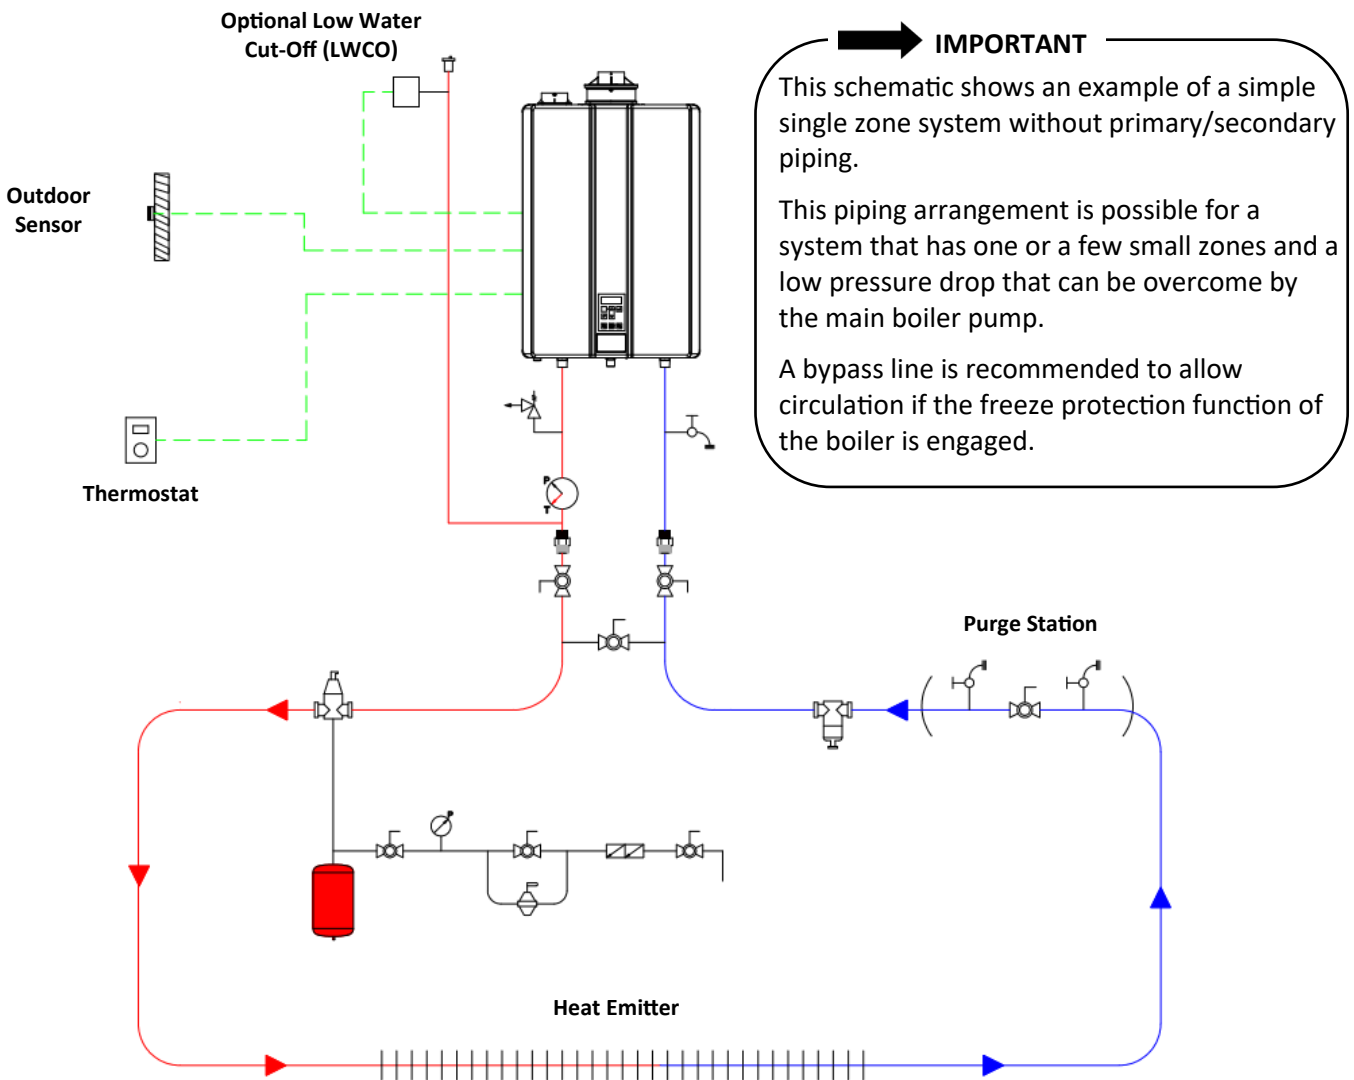 Optional Low Water
Cut-Off (LWCO)
IMPORTANT
This schematic shows an example of a simple
single zone system without primary/secondary
piping.
This piping arrangement is possible for a
system that has one or a few small zones and a
low pressure drop that can be overcome by
the main boiler pump.
A bypass line is recommended to allow
circulation if the freeze protection function of
the boiler is engaged.
Outdoor
Sensor
Thermostat
P
T
Purge Station
P
Heat Emitter